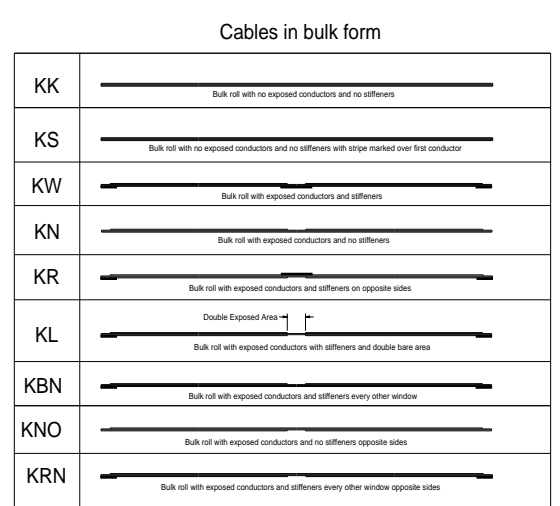 Cables in bulk form
KK
Bulk roll with no exposed conductors and no stiffeners
KS
Bulk roll with no exposed conductors and no stiffeners with stripe marked over first conductor
KW
Bulk roll with exposed conductors and stiffeners
KN
Bulk roll with exposed conductors and no stiffeners
KR
Bulk roll with exposed conductors and stiffeners on opposite sides
KL
Double Exposed Area
Bulk roll with exposed conductors with stiffeners and double bare area
KBN
Bulk roll with exposed conductors and stiffeners every other window
KNO
Bulk roll with exposed conductors and no stiffeners opposite sides
KRN
Bulk roll with exposed conductors and stiffeners every other window opposite sides